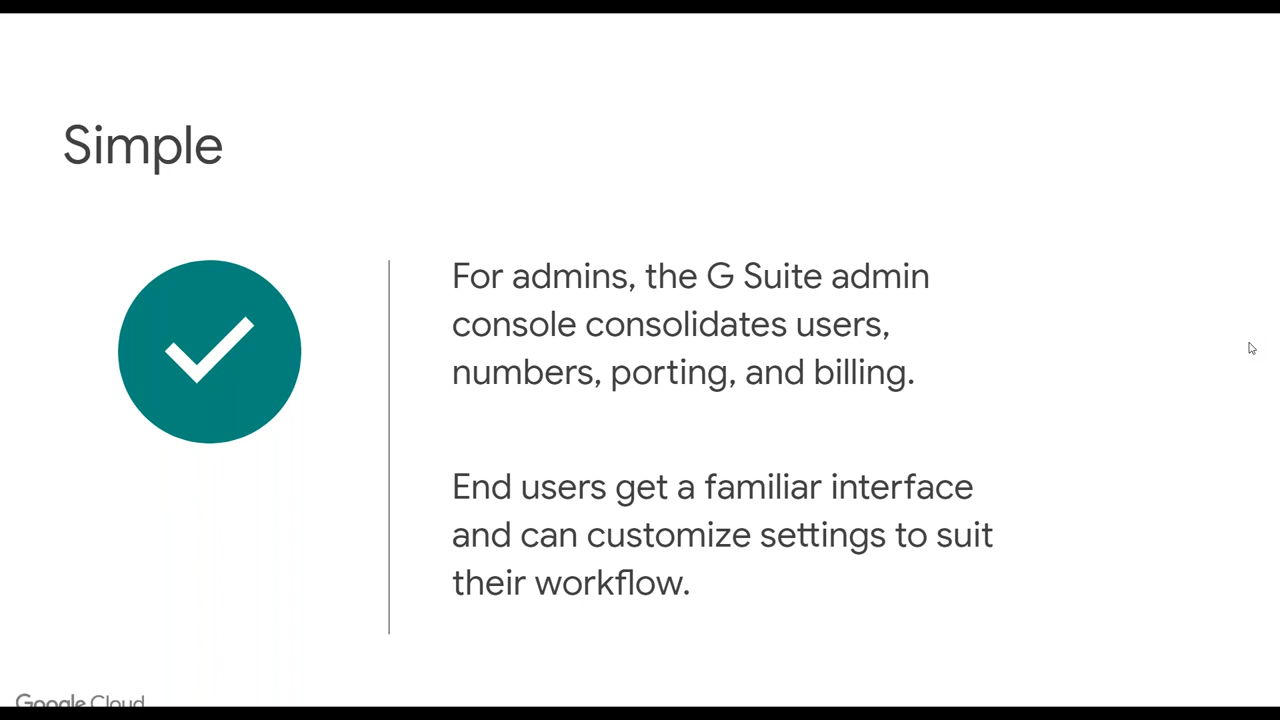 Simple
For admins, the G Suite admin
console consolidates users,
numbers, porting, and billing.
End users get a familiar interface
and can customize settings to suit
their workflow.
Google Cloud